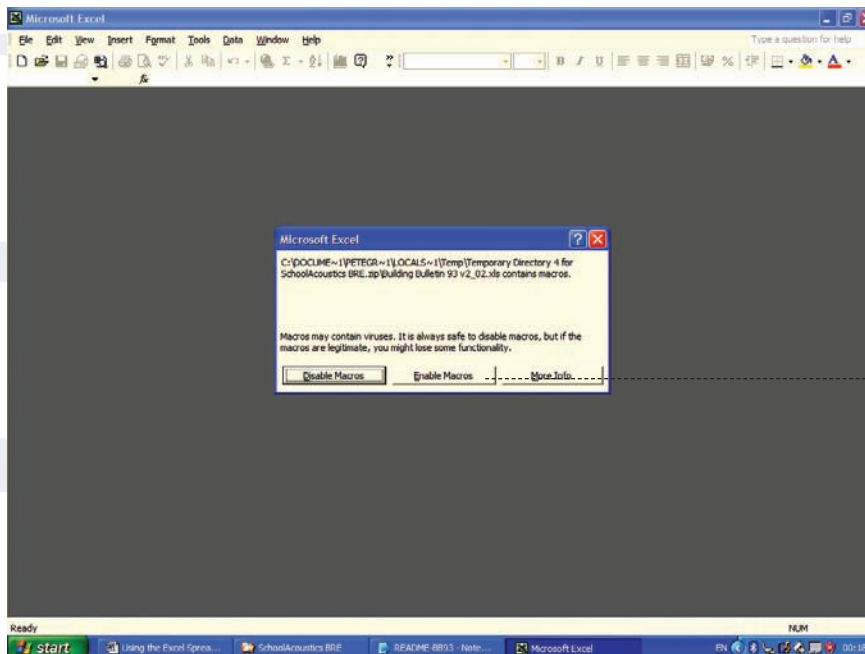 Microsoft Excel
File Edit View Insert Format Tools Data Window Help
Type a question for help
Σ
B I U
%
A
fx
Microsoft Excel
C:\DOCUME~1\PETEGR~1\LOCALS~1\Temp\Temporary Directory 4 for
SchoolAcoustics BRE.zip\Building Bulletin 93 v2_02.xls contains macros.
Macros may contain viruses. It is always safe to disable macros, but if the
macros are legitimate, you might lose some functionality.
Disable Macros Enable Macros More Info
Ready
NUM
start Using the Excel Sprea... SchoolAcoustics BRE README-BB93 - Note... Microsoft Excel EN